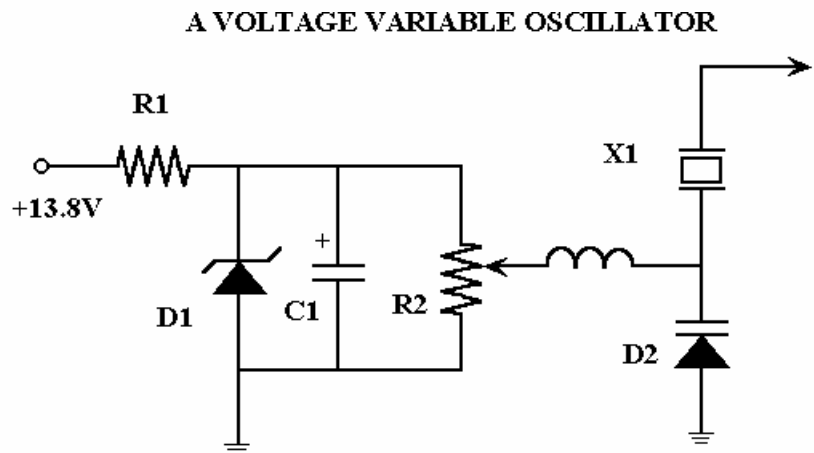 A VOLTAGE VARIABLE OSCILLATOR
R1
X1
+13.8V
+
D1
C1
R2
D2